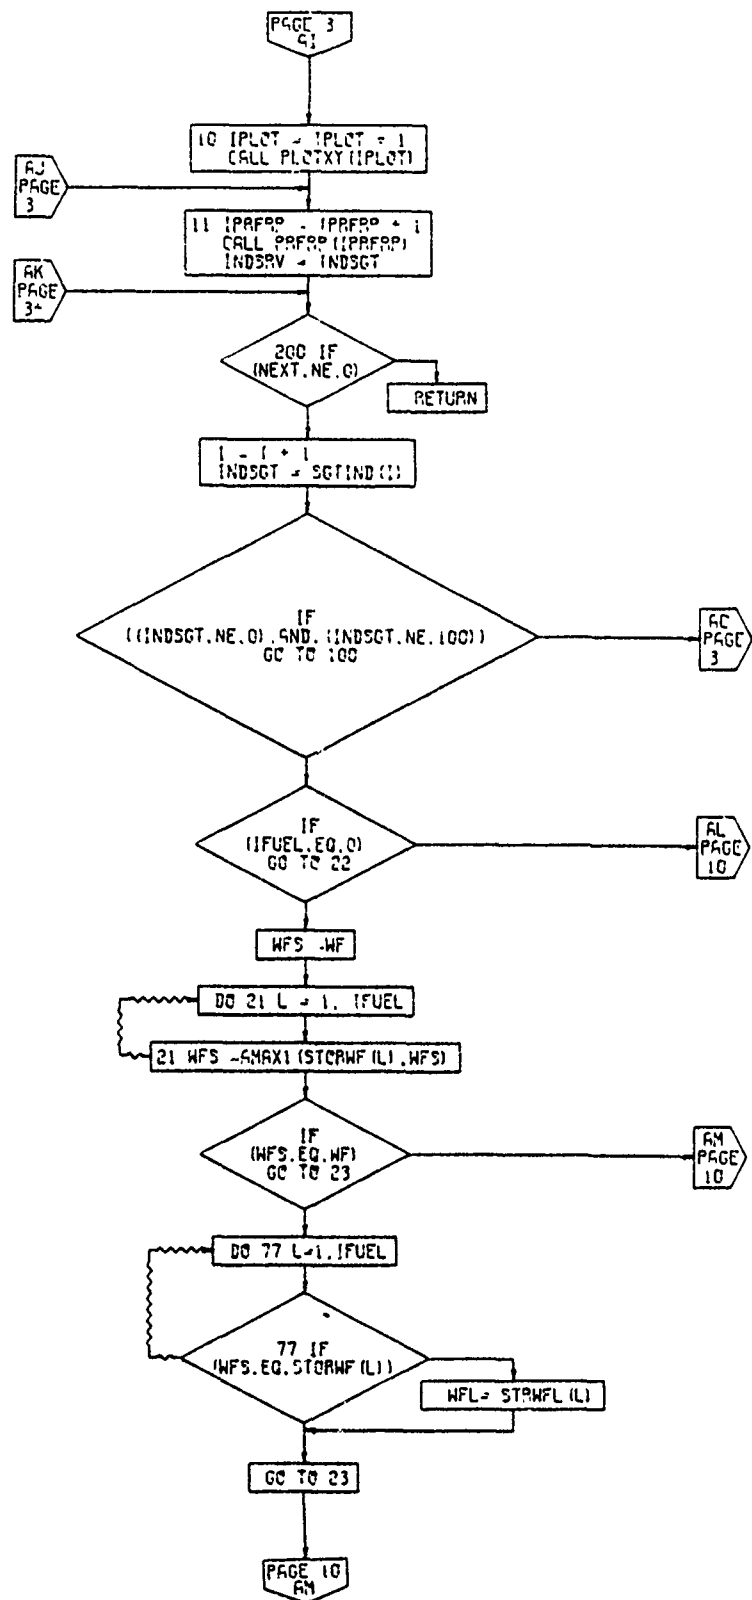 PAGE 3
AI
10 IPLOT = IPLOT = 1
CALL PLOTXY(IPLOT)
AJ
PAGE
3
11 IPRFRP - IPRFRP + 1
CALL PRFRP(IPRFRP)
INDSRV = INDSGT
AK
PAGE
3+
200 IF
(NEXT.NE.0)
RETURN
I - I + 1
INDSGT = SGTIND(I)
IF
((INDSGT.NE.0).AND.(INDSGT.NE.100))
GO TO 100
AC
PAGE
3
IF
(IFUEL.EQ.0)
GO TO 22
AL
PAGE
10
WFS -WF
DO 21 L = 1, IFUEL
21 WFS -AMAX1(STORWF(L),WFS)
IF
(WFS.EQ.WF)
GO TO 23
AM
PAGE
10
DO 77 L=1,IFUEL
77 IF
(WFS.EQ.STORWF(L))
WFL= STRWFL(L)
GO TO 23
PAGE 10
AM